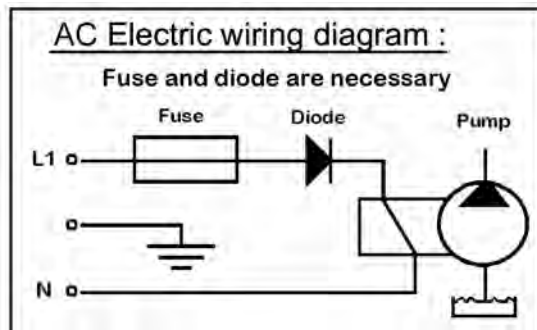 AC Electric wiring diagram :
Fuse and diode are necessary
Fuse Diode Pump
L1
N